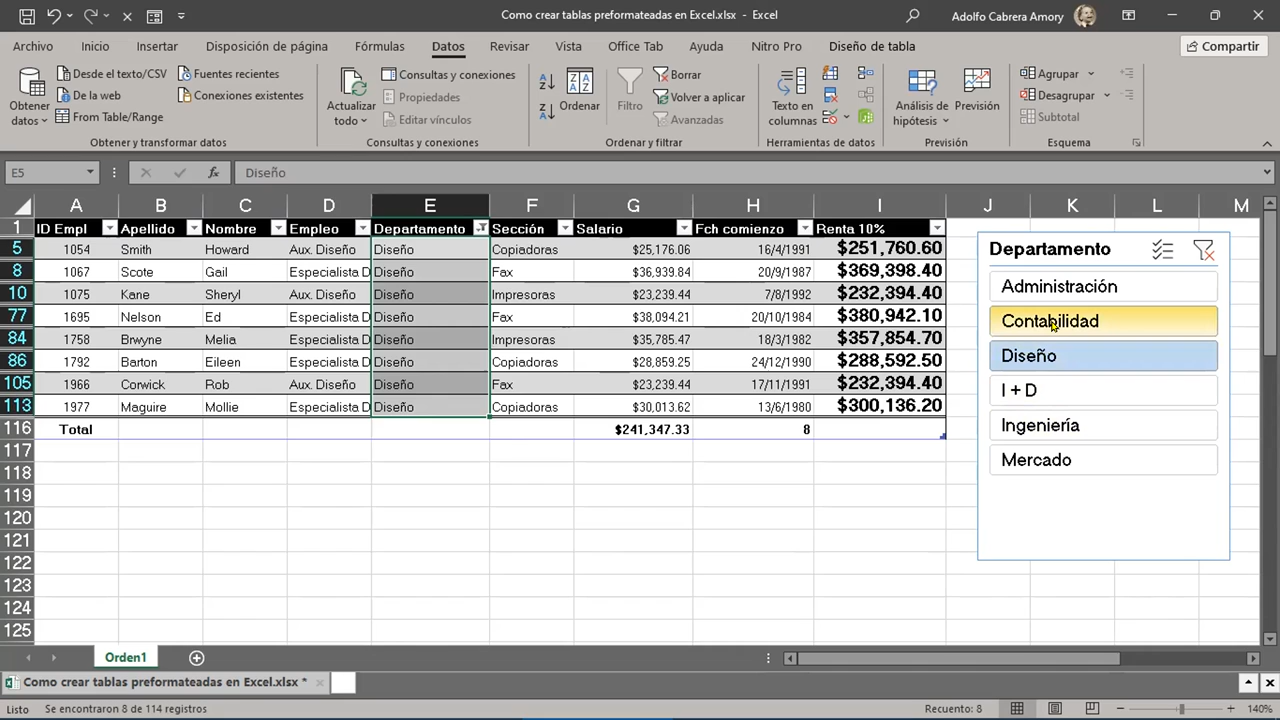 Como crear tablas preformateadas en Excel.xlsx - Excel
Adolfo Cabrera Amory
Archivo Inicio Insertar Disposición de página Fórmulas Datos Revisar Vista Office Tab Ayuda Nitro Pro Diseño de tabla Compartir
Obtener datos
Desde el texto/CSV
De la web
From Table/Range
Fuentes recientes
Conexiones existentes
Obtener y transformar datos
Actualizar todo
Consultas y conexiones
Propiedades
Editar vínculos
Consultas y conexiones
Ordenar
Filtro
Borrar
Volver a aplicar
Avanzadas
Ordenar y filtrar
Texto en columnas
Herramientas de datos
Análisis de hipótesis
Previsión
Previsión
Agrupar
Desagrupar
Subtotal
Esquema
E5 fx Diseño
A B C D E F G H I J K L M
1 ID Empl Apellido Nombre Empleo Departamento Sección Salario Fch comienzo Renta 10%
5 1054 Smith Howard Aux. Diseño Diseño Copiadoras $25,176.06 16/4/1991 $251,760.60
8 1067 Scote Gail Especialista D Diseño Fax $36,939.84 20/9/1987 $369,398.40
10 1075 Kane Sheryl Aux. Diseño Diseño Impresoras $23,239.44 7/8/1992 $232,394.40
77 1695 Nelson Ed Especialista D Diseño Fax $38,094.21 20/10/1984 $380,942.10
84 1758 Brwyne Melia Especialista D Diseño Impresoras $35,785.47 18/3/1982 $357,854.70
86 1792 Barton Eileen Especialista D Diseño Copiadoras $28,859.25 24/12/1990 $288,592.50
105 1966 Corwick Rob Aux. Diseño Diseño Fax $23,239.44 17/11/1991 $232,394.40
113 1977 Maguire Mollie Especialista D Diseño Copiadoras $30,013.62 13/6/1980 $300,136.20
116 Total $241,347.33 8
117
118
119
120
121
122
123
124
125
Departamento
Administración
Contabilidad
Diseño
I + D
Ingeniería
Mercado
Orden1
Como crear tablas preformateadas en Excel.xlsx *
Listo Se encontraron 8 de 114 registros Recuento: 8 140%